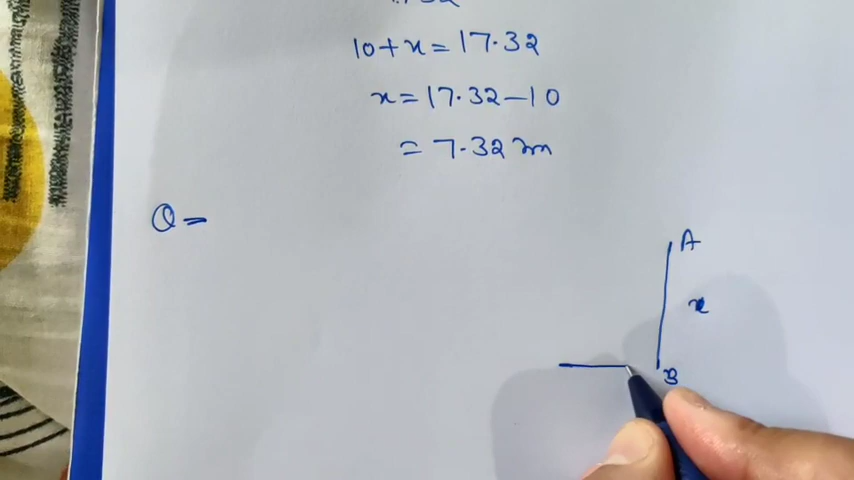 10+x=17.32
x=17.32-10
=7.32m
Q=
A
x
B